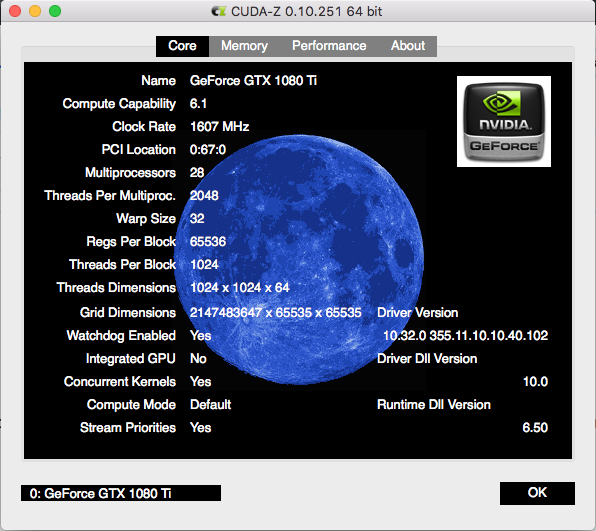 CUDA-Z 0.10.251 64 bit
Core Memory Performance About
Name GeForce GTX 1080 Ti
Compute Capability 6.1
Clock Rate 1607 MHz
PCI Location 0:67:0
Multiprocessors 28
Threads Per Multiproc. 2048
Warp Size 32
Regs Per Block 65536
Threads Per Block 1024
Threads Dimensions 1024 x 1024 x 64
Grid Dimensions 2147483647 x 65535 x 65535 Driver Version
Watchdog Enabled Yes 10.32.0 355.11.10.10.40.102
Integrated GPU No Driver Dll Version
Concurrent Kernels Yes 10.0
Compute Mode Default Runtime Dll Version
Stream Priorities Yes 6.50
NVIDIA.
GEFORCE
0: GeForce GTX 1080 Ti OK